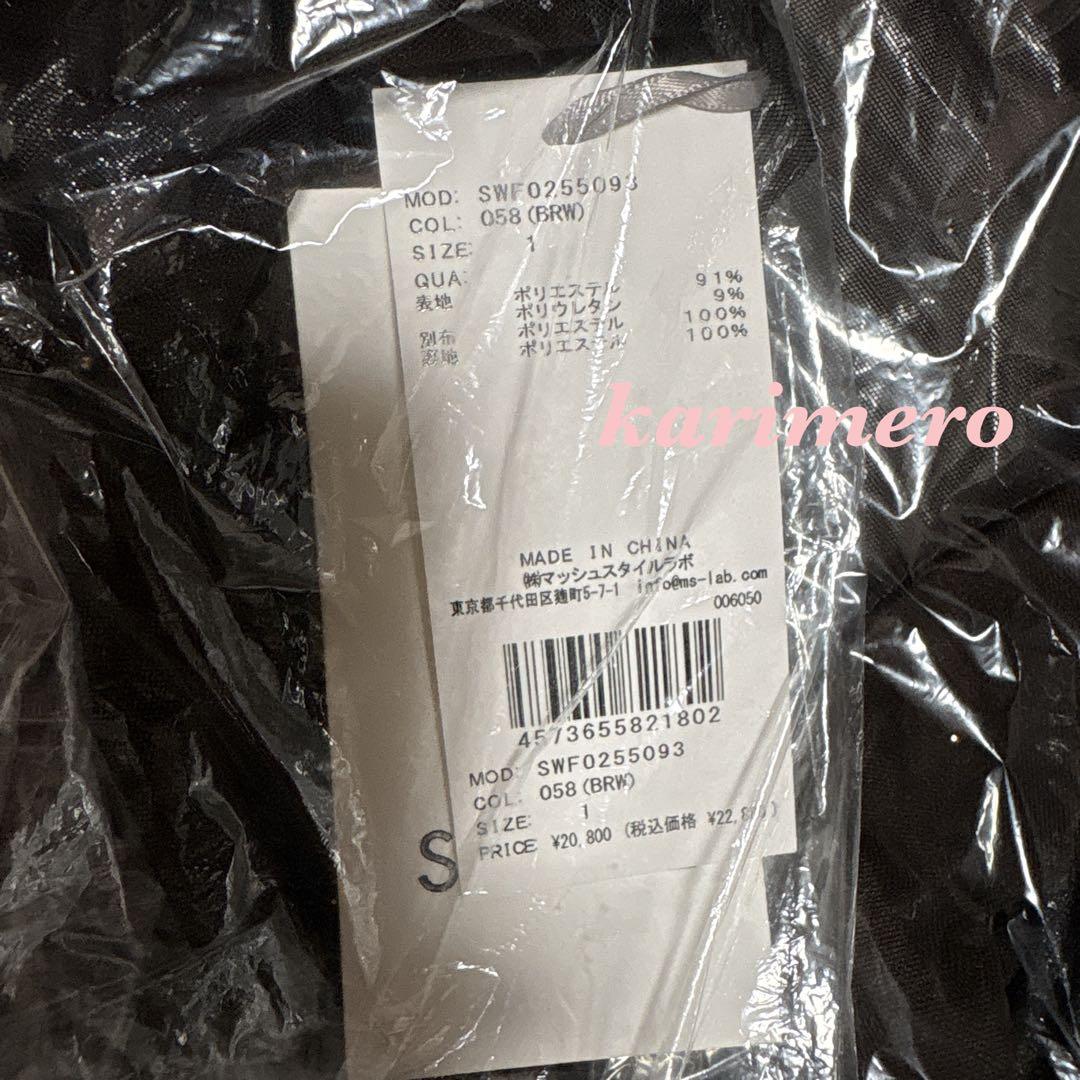 MOD: SWF0255093
COL: 058(BRW)
SIZE: 1
QUA:
表地 ポリエステル 91%
ポリウレタン 9%
別布 ポリエステル 100%
ポリエステル 100%
karimero
MADE IN CHINA
㈱マッシュスタイルラボ
東京都千代田区麹町5-7-1 info@ms-lab.com
006050
4573655821802
MOD: SWF0255093
COL: 058(BRW)
SIZE: 1
PRICE ¥20,800 (税込価格
S